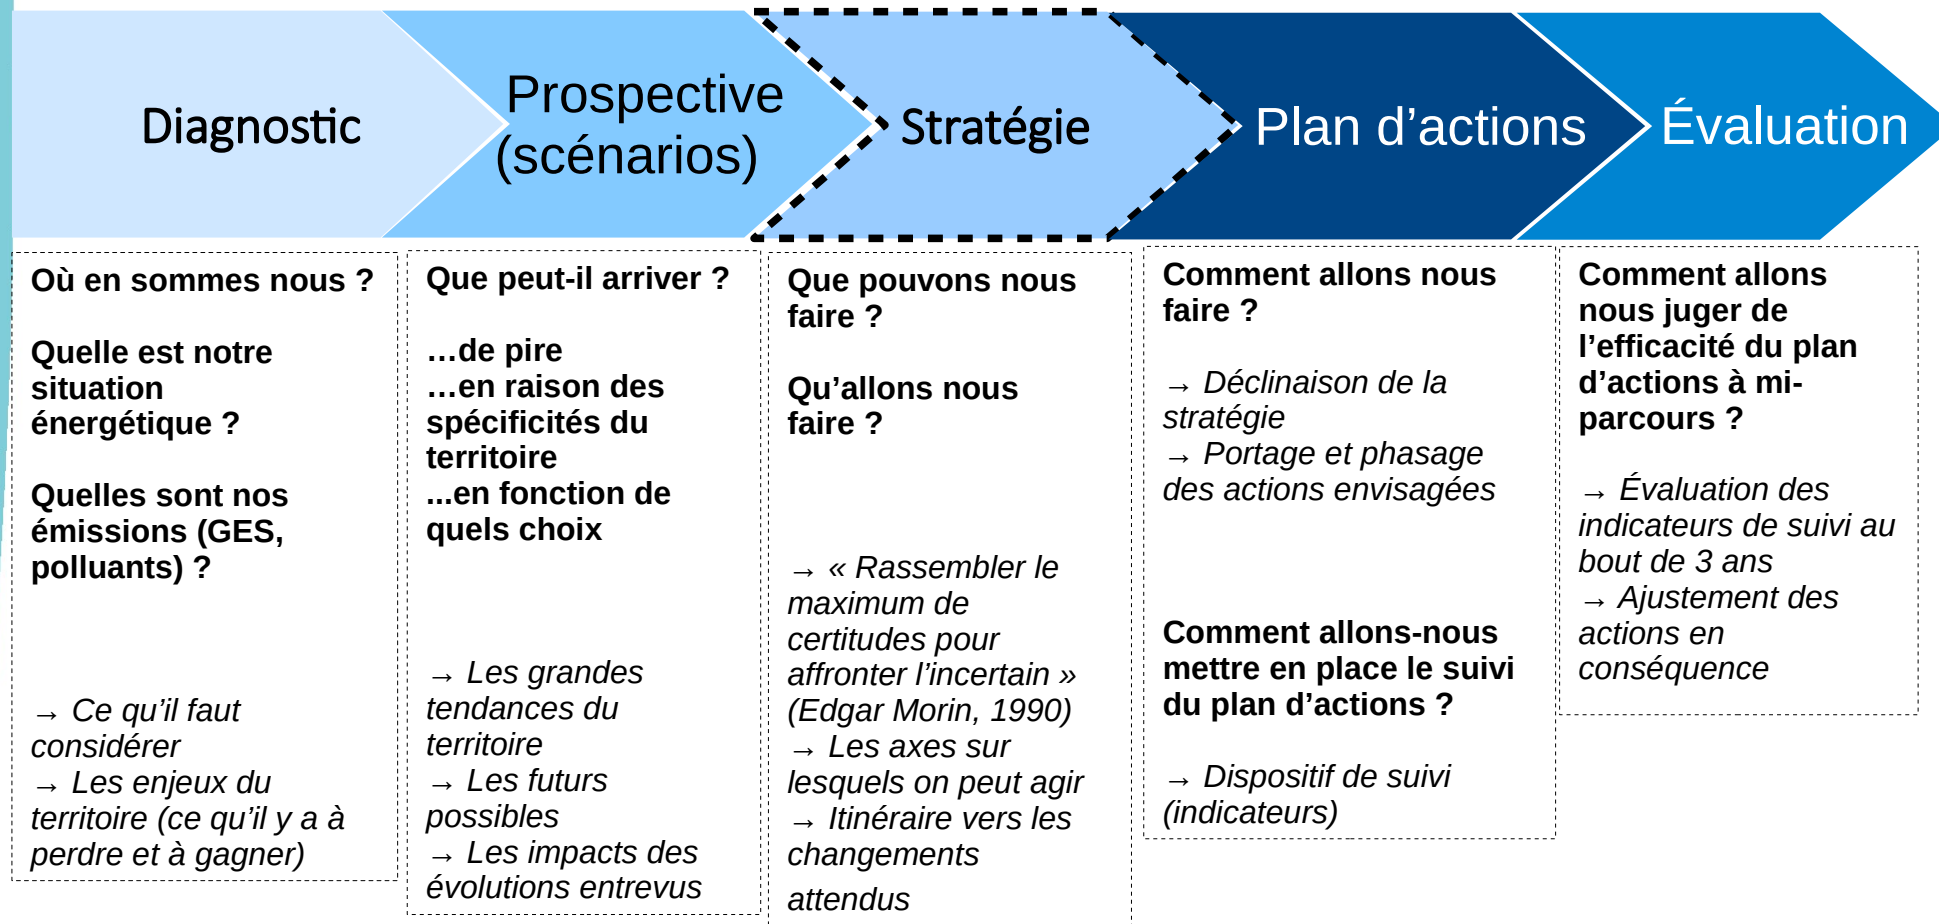 Diagnostic
Prospective
(scénarios)
Stratégie
Plan d’actions
Évaluation
Où en sommes nous ?
Quelle est notre
situation
énergétique ?
Quelles sont nos
émissions (GES,
polluants) ?
→ Ce qu’il faut
considérer
→ Les enjeux du
territoire (ce qu’il y a à
perdre et à gagner)
Que peut-il arriver ?
…de pire
…en raison des
spécificités du
territoire
...en fonction de
quels choix
→ Les grandes
tendances du
territoire
→ Les futurs
possibles
→ Les impacts des
évolutions entrevus
Que pouvons nous
faire ?
Qu’allons nous
faire ?
→ « Rassembler le
maximum de
certitudes pour
affronter l’incertain »
(Edgar Morin, 1990)
→ Les axes sur
lesquels on peut agir
→ Itinéraire vers les
changements
attendus
Comment allons nous
faire ?
→ Déclinaison de la
stratégie
→ Portage et phasage
des actions envisagées
Comment allons-nous
mettre en place le suivi
du plan d’actions ?
→ Dispositif de suivi
(indicateurs)
Comment allons
nous juger de
l’efficacité du plan
d’actions à mi-
parcours ?
→ Évaluation des
indicateurs de suivi au
bout de 3 ans
→ Ajustement des
actions en
conséquence